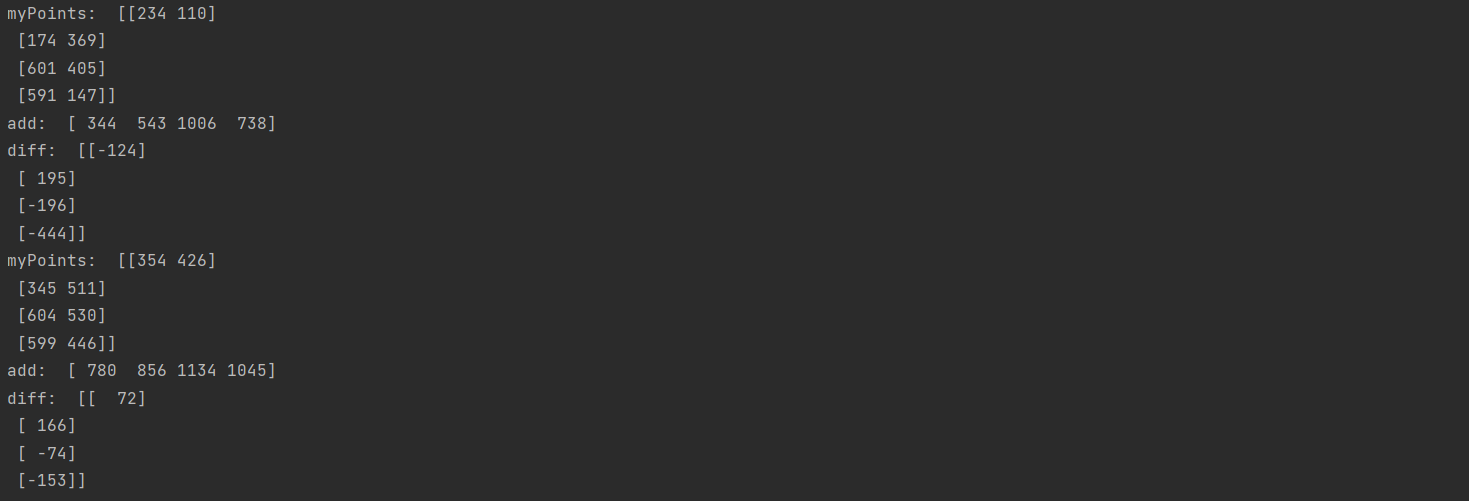 myPoints:  [[234 110]
 [174 369]
 [601 405]
 [591 147]]
add:  [ 344  543 1006  738]
diff:  [[-124]
 [ 195]
 [-196]
 [-444]]
myPoints:  [[354 426]
 [345 511]
 [604 530]
 [599 446]]
add:  [ 780  856 1134 1045]
diff:  [[  72]
 [ 166]
 [ -74]
 [-153]]